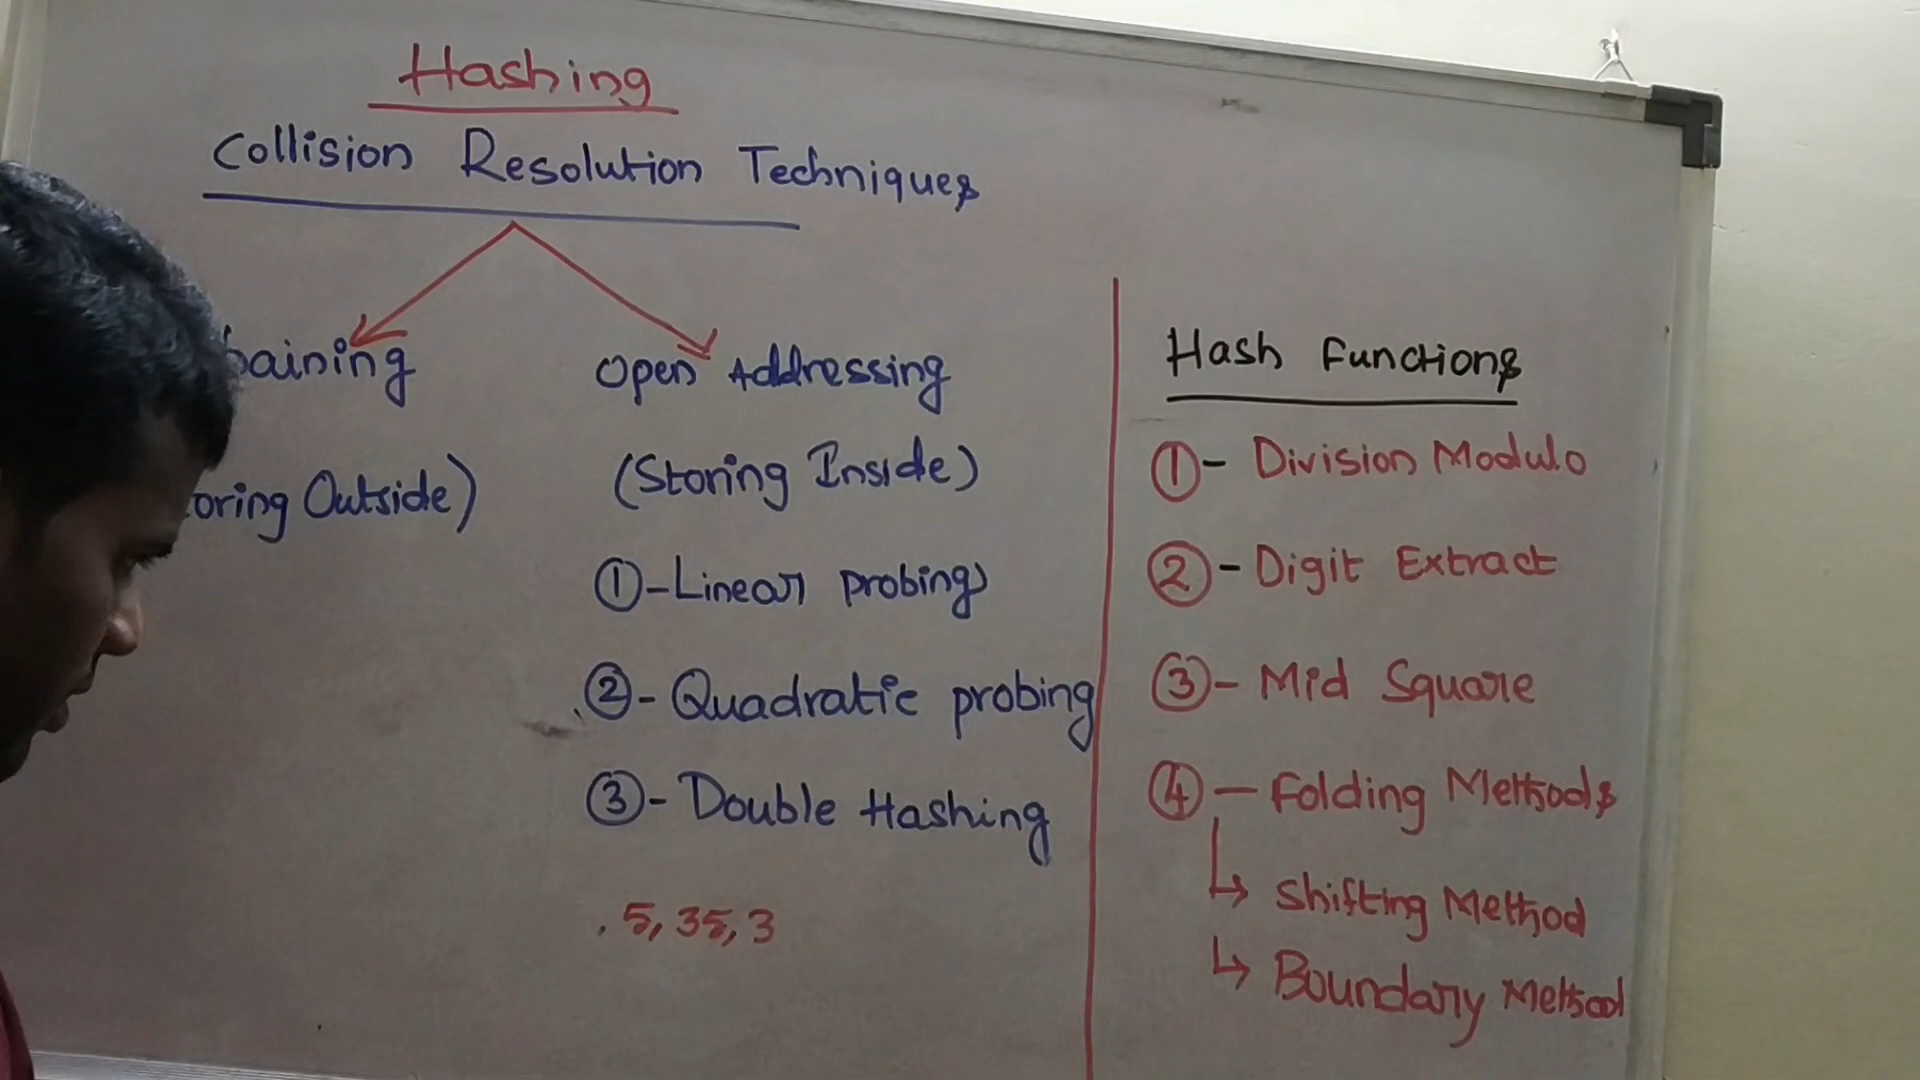 Hashing
Collision Resolution Techniques
haining
Open Addressing
oring Outside)
(Storing Inside)
①-Linear probing
②- Quadratic probing
③- Double Hashing
. 5, 35, 3
Hash Functions
①- Division Modulo
②- Digit Extract
③- Mid Square
④ — Folding Methods
↳ Shifting Method
↳ Boundary Method